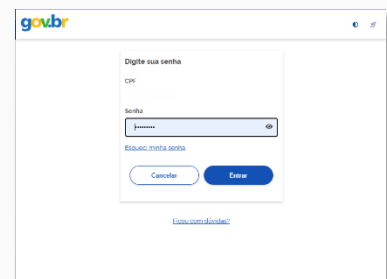 gov.br
Digite sua senha
CPF
Senha
Esqueci minha senha
Cancelar Entrar
Ficou com dúvidas?